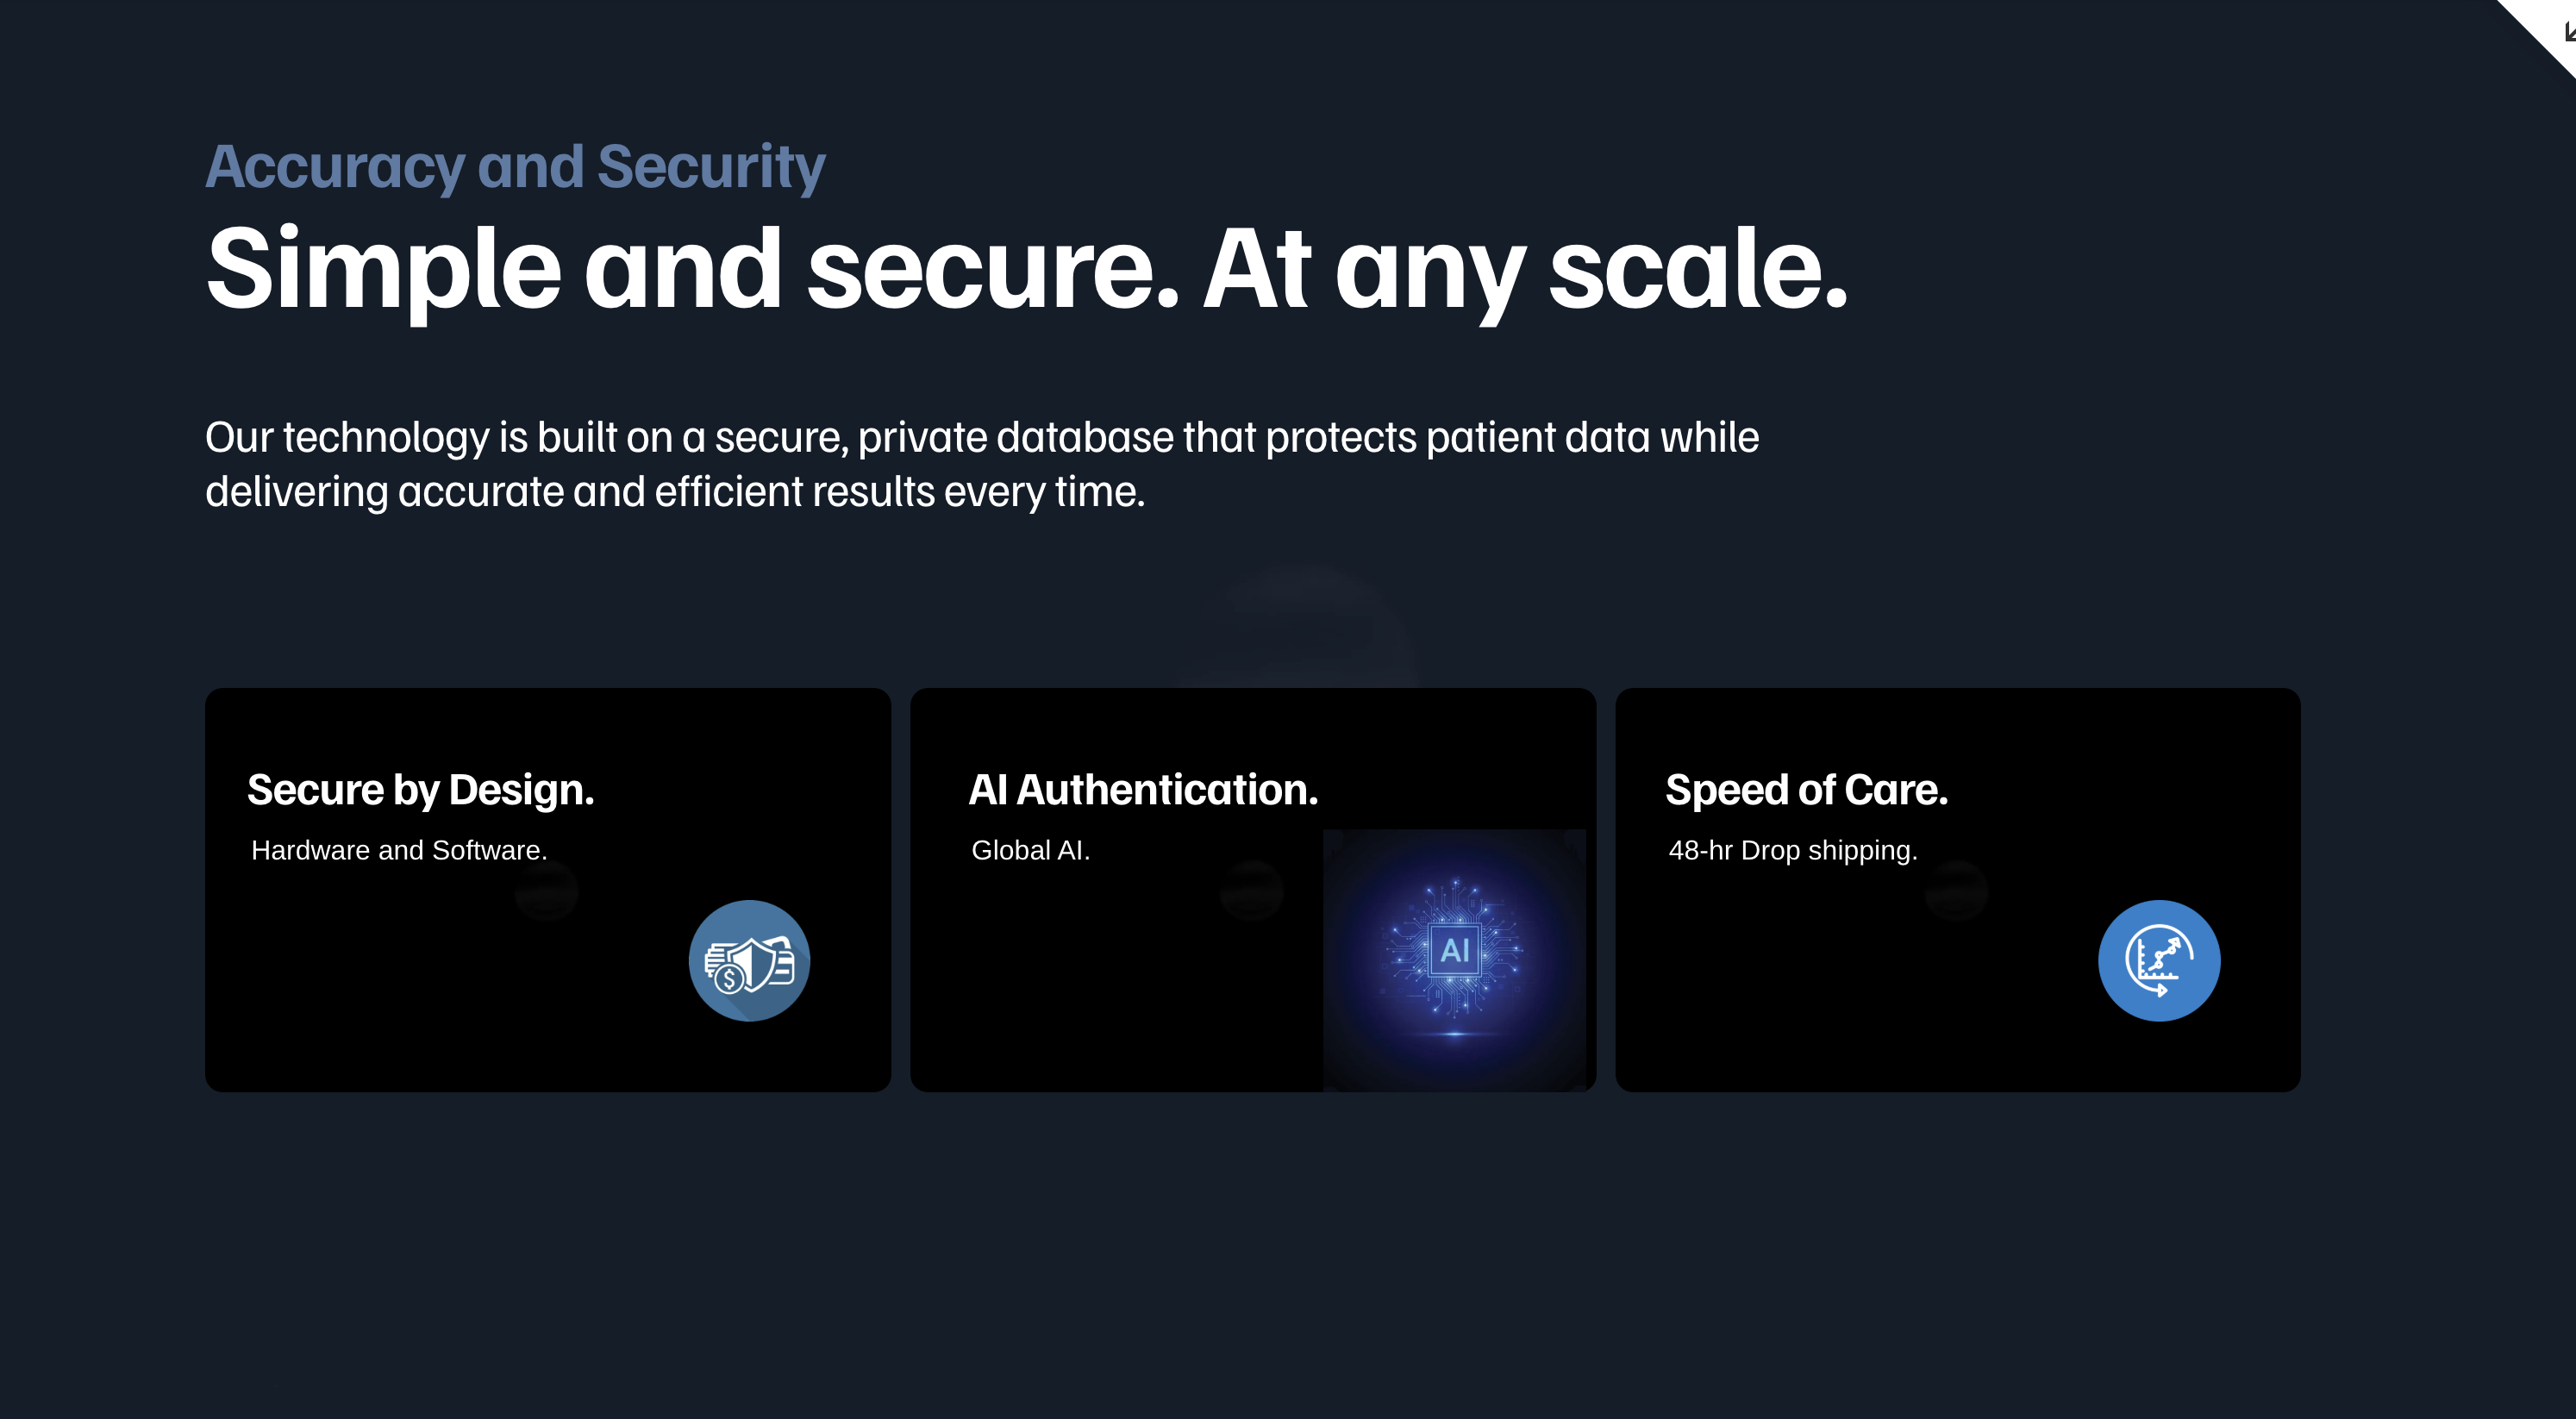 Accuracy and Security
Simple and secure. At any scale.
Our technology is built on a secure, private database that protects patient data while
delivering accurate and efficient results every time.
Secure by Design.
Hardware and Software.
$
AI Authentication.
Global AI.
AI
Speed of Care.
48-hr Drop shipping.